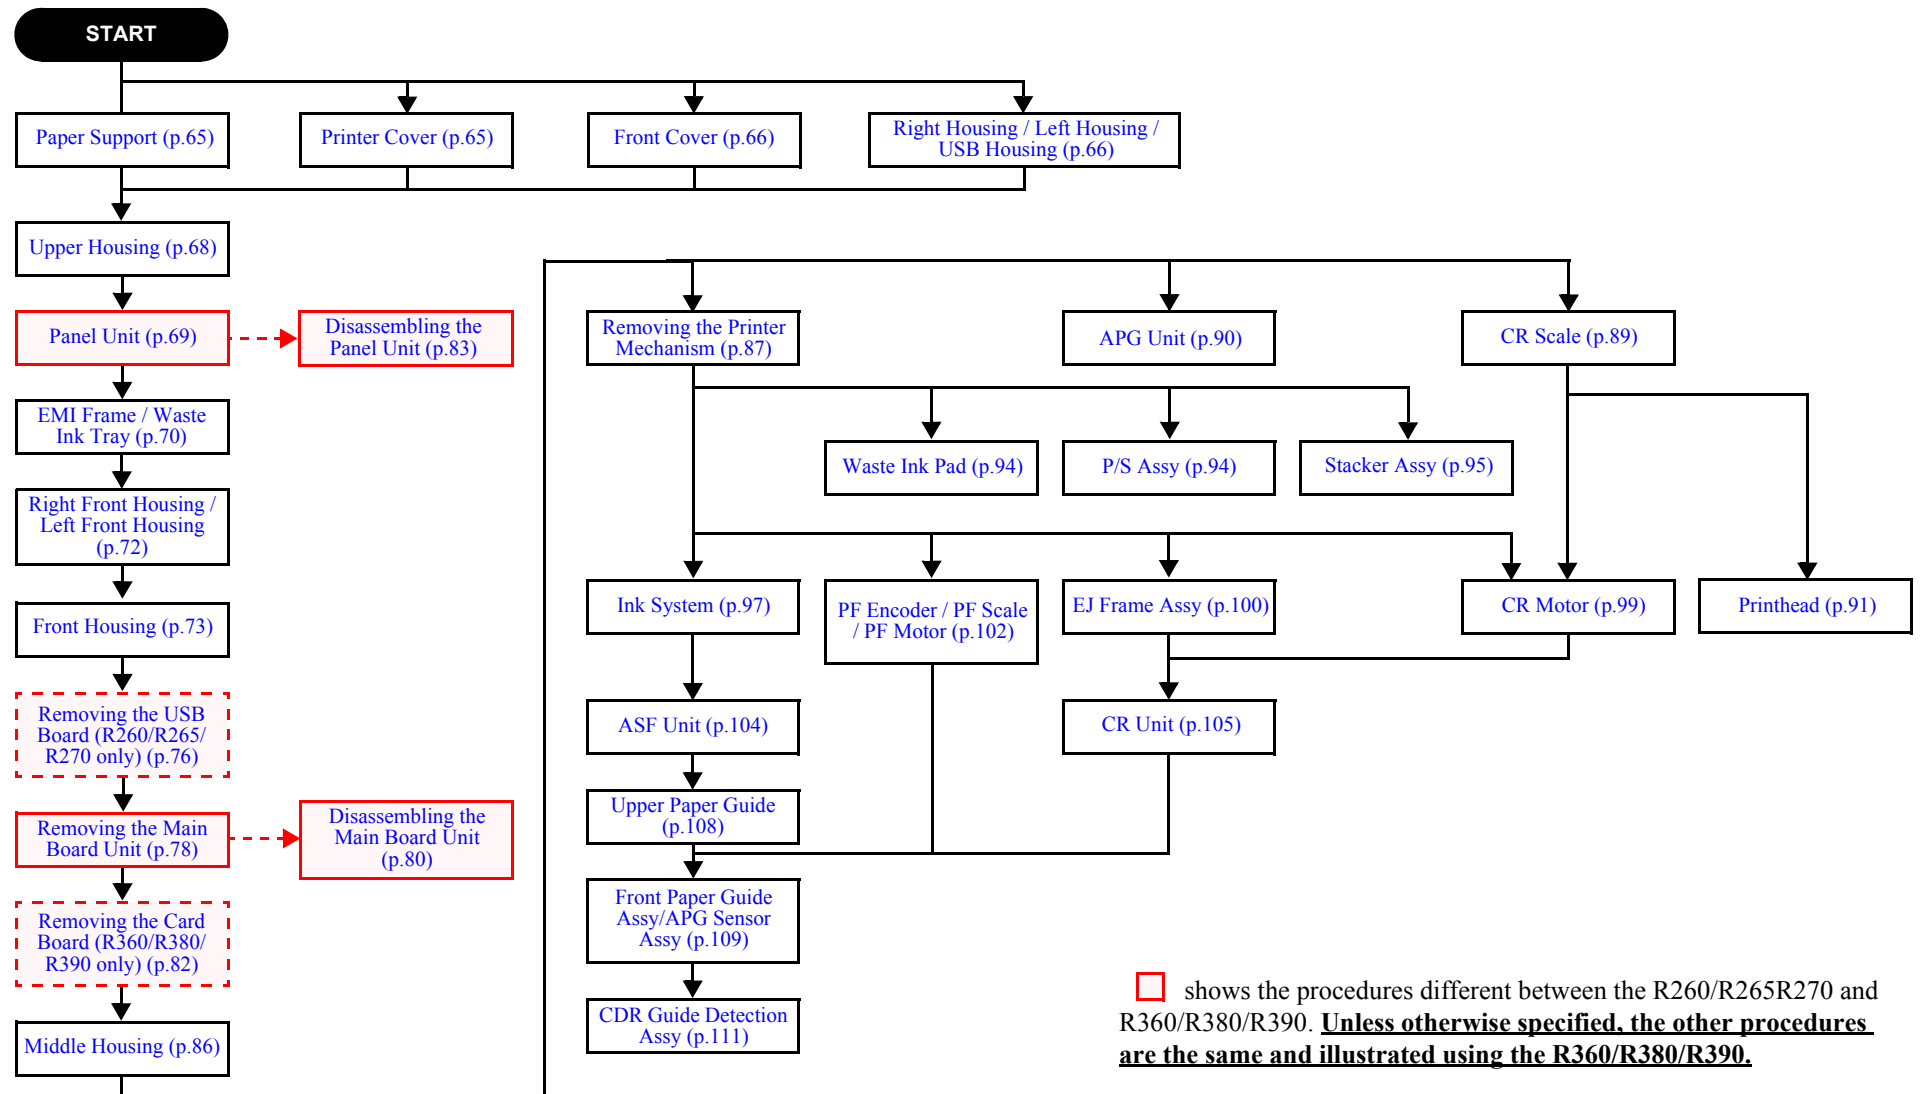 START
Paper Support (p.65)
Printer Cover (p.65)
Front Cover (p.66)
Right Housing / Left Housing /
USB Housing (p.66)
Upper Housing (p.68)
Panel Unit (p.69)
Disassembling the
Panel Unit (p.83)
EMI Frame / Waste
Ink Tray (p.70)
Right Front Housing /
Left Front Housing
(p.72)
Front Housing (p.73)
Removing the USB
Board (R260/R265/
R270 only) (p.76)
Removing the Main
Board Unit (p.78)
Disassembling the
Main Board Unit
(p.80)
Removing the Card
Board (R360/R380/
R390 only) (p.82)
Middle Housing (p.86)
Removing the Printer
Mechanism (p.87)
APG Unit (p.90)
CR Scale (p.89)
Waste Ink Pad (p.94)
P/S Assy (p.94)
Stacker Assy (p.95)
Ink System (p.97)
PF Encoder / PF Scale
/ PF Motor (p.102)
EJ Frame Assy (p.100)
CR Motor (p.99)
Printhead (p.91)
ASF Unit (p.104)
CR Unit (p.105)
Upper Paper Guide
(p.108)
Front Paper Guide
Assy/APG Sensor
Assy (p.109)
CDR Guide Detection
Assy (p.111)
shows the procedures different between the R260/R265R270 and
R360/R380/R390. Unless otherwise specified, the other procedures
are the same and illustrated using the R360/R380/R390.